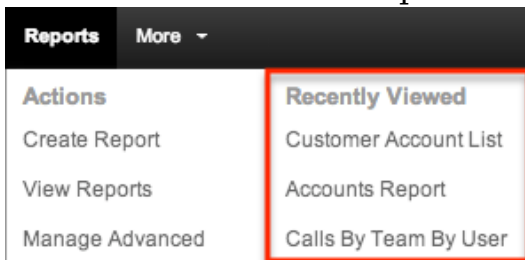 Reports More
Actions
Create Report
View Reports
Manage Advanced
Recently Viewed
Customer Account List
Accounts Report
Calls By Team By User